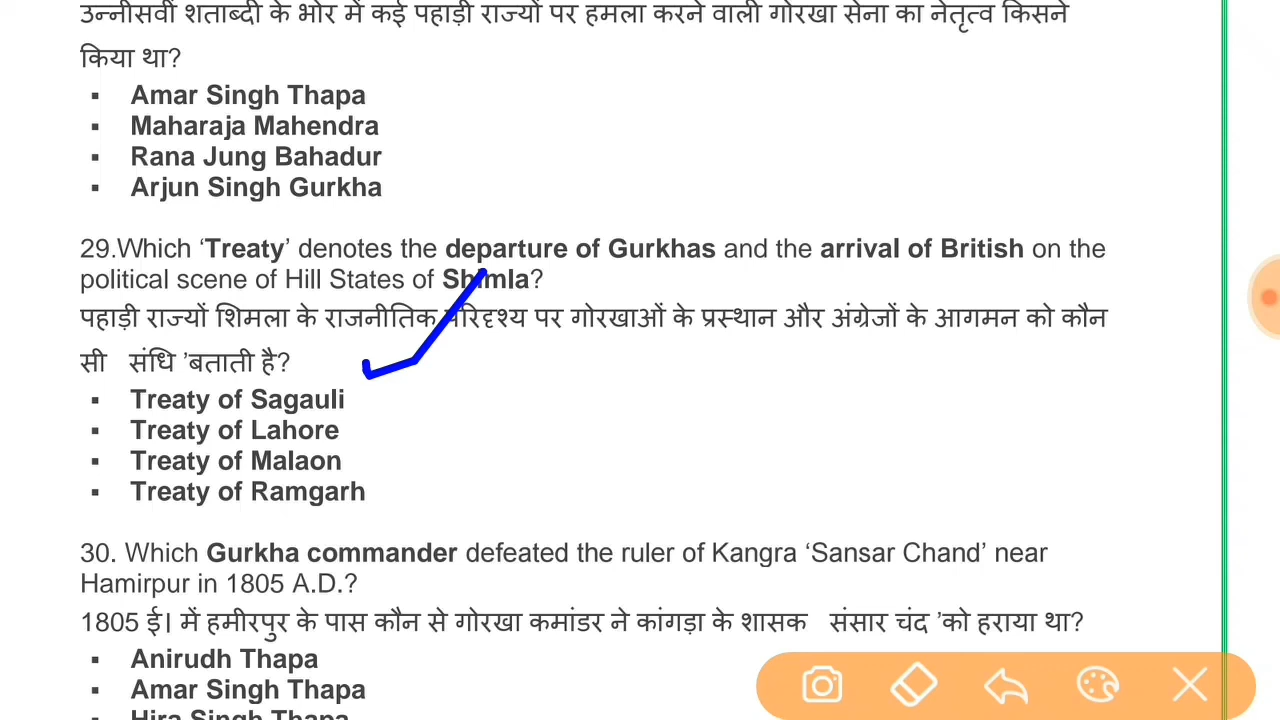 उन्नीसवीं शताब्दी के भोर में कई पहाड़ी राज्यों पर हमला करने वाली गोरखा सेना का नेतृत्व किसने
किया था?
▪ Amar Singh Thapa
▪ Maharaja Mahendra
▪ Rana Jung Bahadur
▪ Arjun Singh Gurkha
29.Which ‘Treaty’ denotes the departure of Gurkhas and the arrival of British on the
political scene of Hill States of Shimla?
पहाड़ी राज्यों शिमला के राजनीतिक परिदृश्य पर गोरखाओं के प्रस्थान और अंग्रेजों के आगमन को कौन
सी संधि ’बताती है?
▪ Treaty of Sagauli
▪ Treaty of Lahore
▪ Treaty of Malaon
▪ Treaty of Ramgarh
30. Which Gurkha commander defeated the ruler of Kangra ‘Sansar Chand’ near
Hamirpur in 1805 A.D.?
1805 ई। में हमीरपुर के पास कौन से गोरखा कमांडर ने कांगड़ा के शासक संसार चंद ’को हराया था?
▪ Anirudh Thapa
▪ Amar Singh Thapa
▪ Hira Singh Thapa